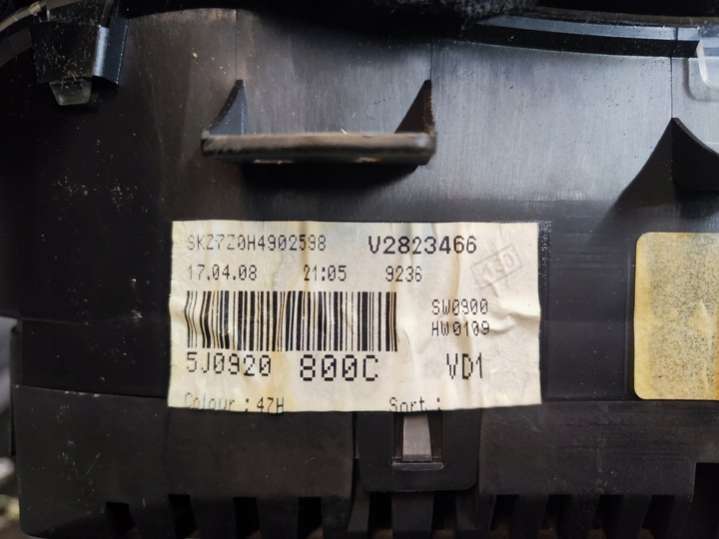 SKZ7Z0H4902598 V2823466
17.04.08 21:05 9236
SW0900
HW0109
5J0920 800C VD1
Colour : 47H Sort :